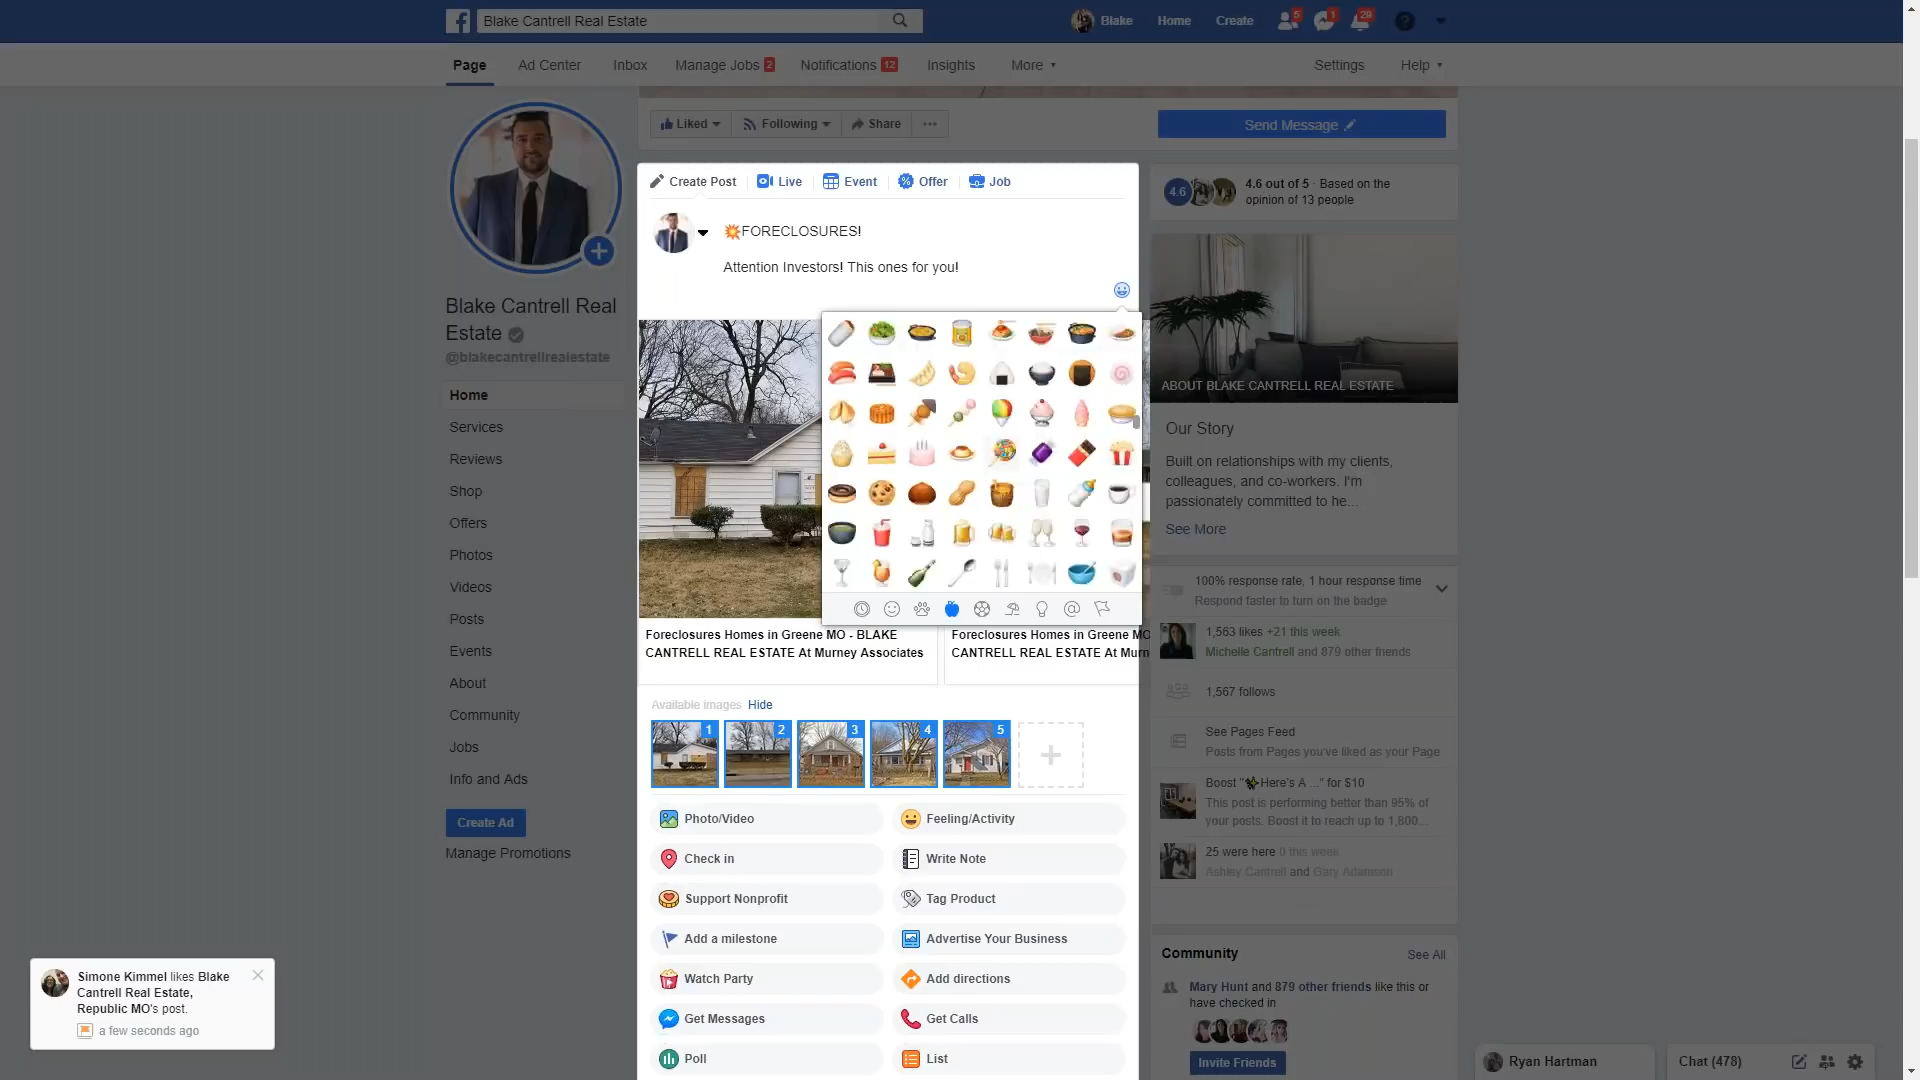 Blake Cantrell Real Estate
Blake
Home
Create
5
1
29
Page
Ad Center
Inbox
Manage Jobs 2
Notifications 12
Insights
More
Settings
Help
Liked
Following
Share
Send Message
Blake Cantrell Real
Estate
@blakecantrellrealestate
Home
Services
Reviews
Shop
Offers
Photos
Videos
Posts
Events
About
Community
Jobs
Info and Ads
Create Ad
Manage Promotions
Create Post
Live
Event
Offer
Job
💥FORECLOSURES!
Attention Investors! This ones for you!
Foreclosures Homes in Greene MO - BLAKE
CANTRELL REAL ESTATE At Murney Associates
Foreclosures Homes in Greene MO
CANTRELL REAL ESTATE At Murn
Available images Hide
1
2
3
4
5
Photo/Video
Feeling/Activity
Check in
Write Note
Support Nonprofit
Tag Product
Add a milestone
Advertise Your Business
Watch Party
Add directions
Get Messages
Get Calls
Poll
List
4.6
4.6 out of 5 · Based on the
opinion of 13 people
ABOUT BLAKE CANTRELL REAL ESTATE
Our Story
Built on relationships with my clients,
colleagues, and co-workers. I'm
passionately committed to he...
See More
100% response rate, 1 hour response time
Respond faster to turn on the badge
1,563 likes +21 this week
Michelle Cantrell and 879 other friends
1,567 follows
See Pages Feed
Posts from Pages you've liked as your Page
Boost "Here's A ..." for $10
This post is performing better than 95% of
your posts. Boost it to reach up to 1,800...
25 were here 0 this week
Ashley Cantrell and Gary Adamson
Community
See All
Mary Hunt and 879 other friends like this or
have checked in
Invite Friends
Simone Kimmel likes Blake
Cantrell Real Estate,
Republic MO's post.
a few seconds ago
Ryan Hartman
Chat (478)